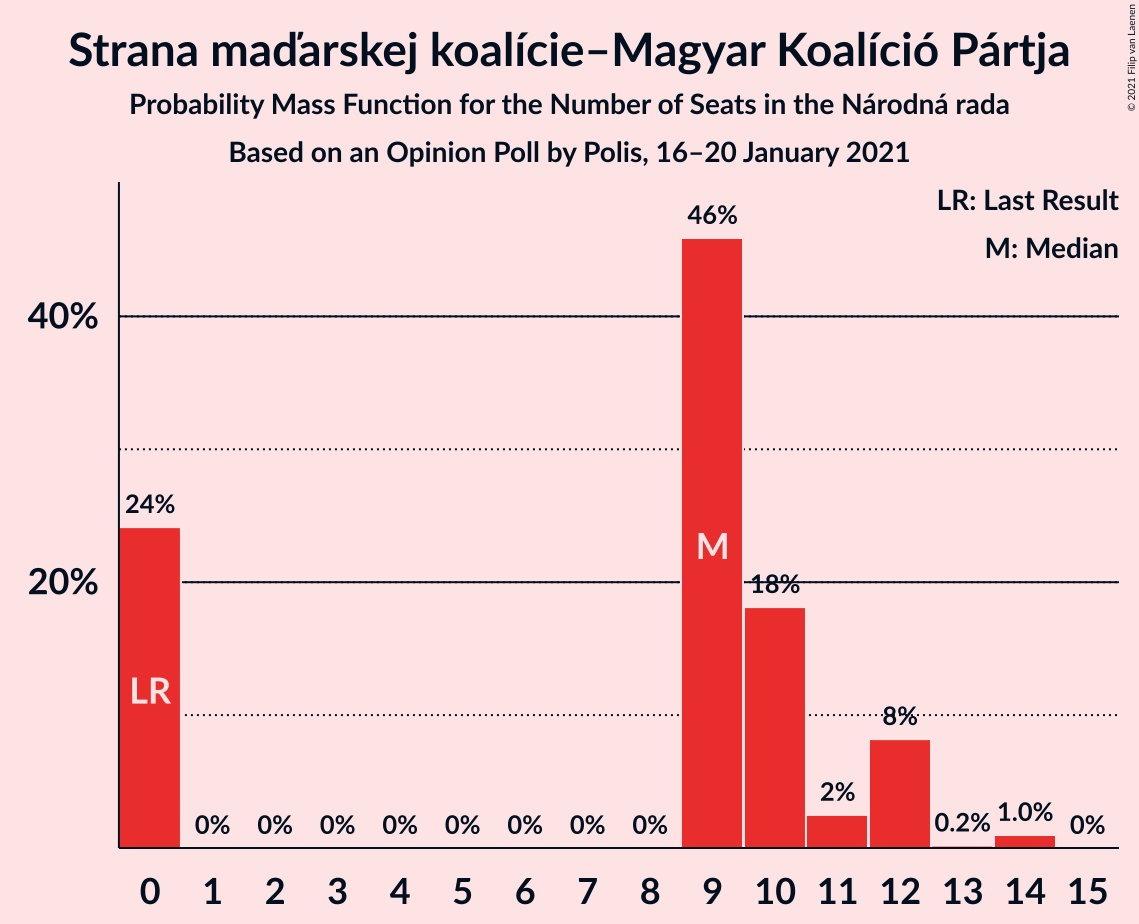 Strana maďarskej koalície–Magyar Koalíció Pártja
Probability Mass Function for the Number of Seats in the Národná rada
Based on an Opinion Poll by Polis, 16–20 January 2021
© 2021 Filip van Laenen
LR: Last Result
M: Median
40%
20%
24%
0%
0%
0%
0%
0%
0%
0%
0%
46%
18%
2%
8%
0.2%
1.0%
0%
LR
M
0 1 2 3 4 5 6 7 8 9 10 11 12 13 14 15